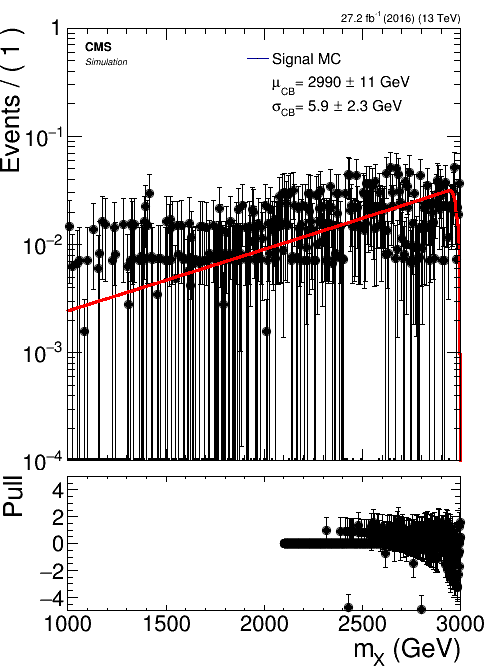 27.2 fb⁻¹ (2016) (13 TeV)
Events / ( 1 )
1
10⁻¹
10⁻²
10⁻³
10⁻⁴
CMS
Simulation
Signal MC
μ_CB= 2990 ± 11 GeV
σ_CB= 5.9 ± 2.3 GeV
Pull
4
2
0
−2
−4
1000 1500 2000 2500 3000
m_X (GeV)